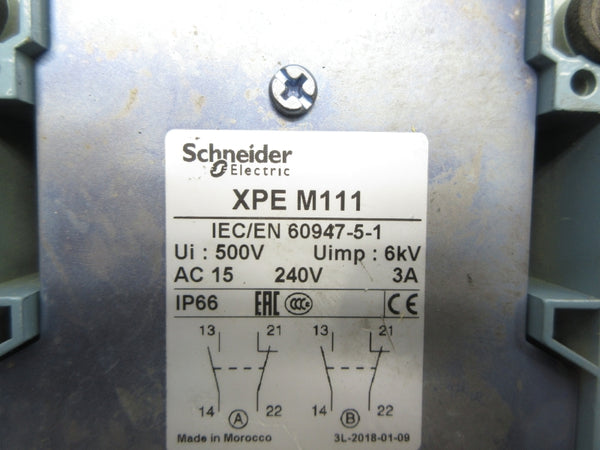 Schneider
Electric
XPE M111
IEC/EN 60947-5-1
Ui : 500V Uimp : 6kV
AC 15 240V 3A
IP66 EAC CCC CE
13 21 13 21
14 A 22 14 B 22
Made in Morocco 3L-2018-01-09